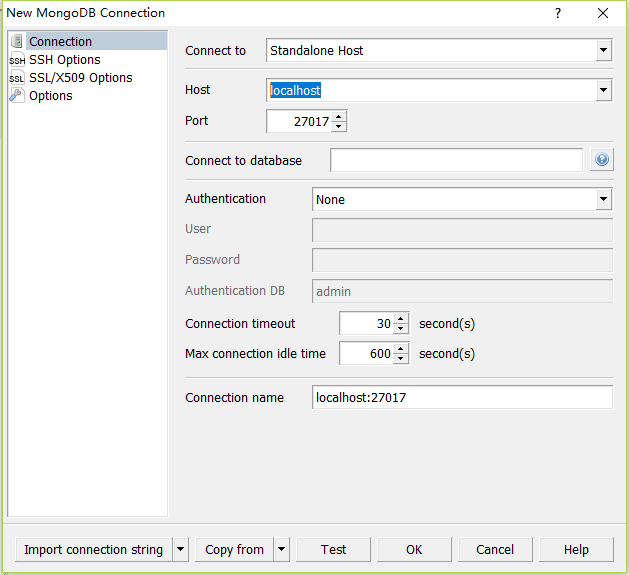 New MongoDB Connection
?
Connection
SSH SSH Options
SSL SSL/X509 Options
Options
Connect to Standalone Host
Host localhost
Port 27017
Connect to database
?
Authentication None
User
Password
Authentication DB admin
Connection timeout 30 second(s)
Max connection idle time 600 second(s)
Connection name localhost:27017
Import connection string Copy from Test OK Cancel Help